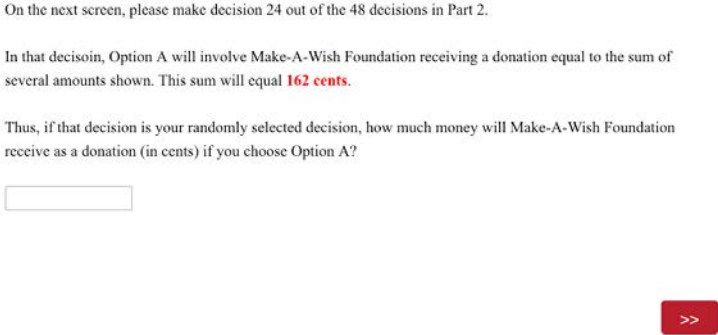 On the next screen, please make decision 24 out of the 48 decisions in Part 2.
In that decisoin, Option A will involve Make-A-Wish Foundation receiving a donation equal to the sum of
several amounts shown. This sum will equal 162 cents.
Thus, if that decision is your randomly selected decision, how much money will Make-A-Wish Foundation
receive as a donation (in cents) if you choose Option A?
>>